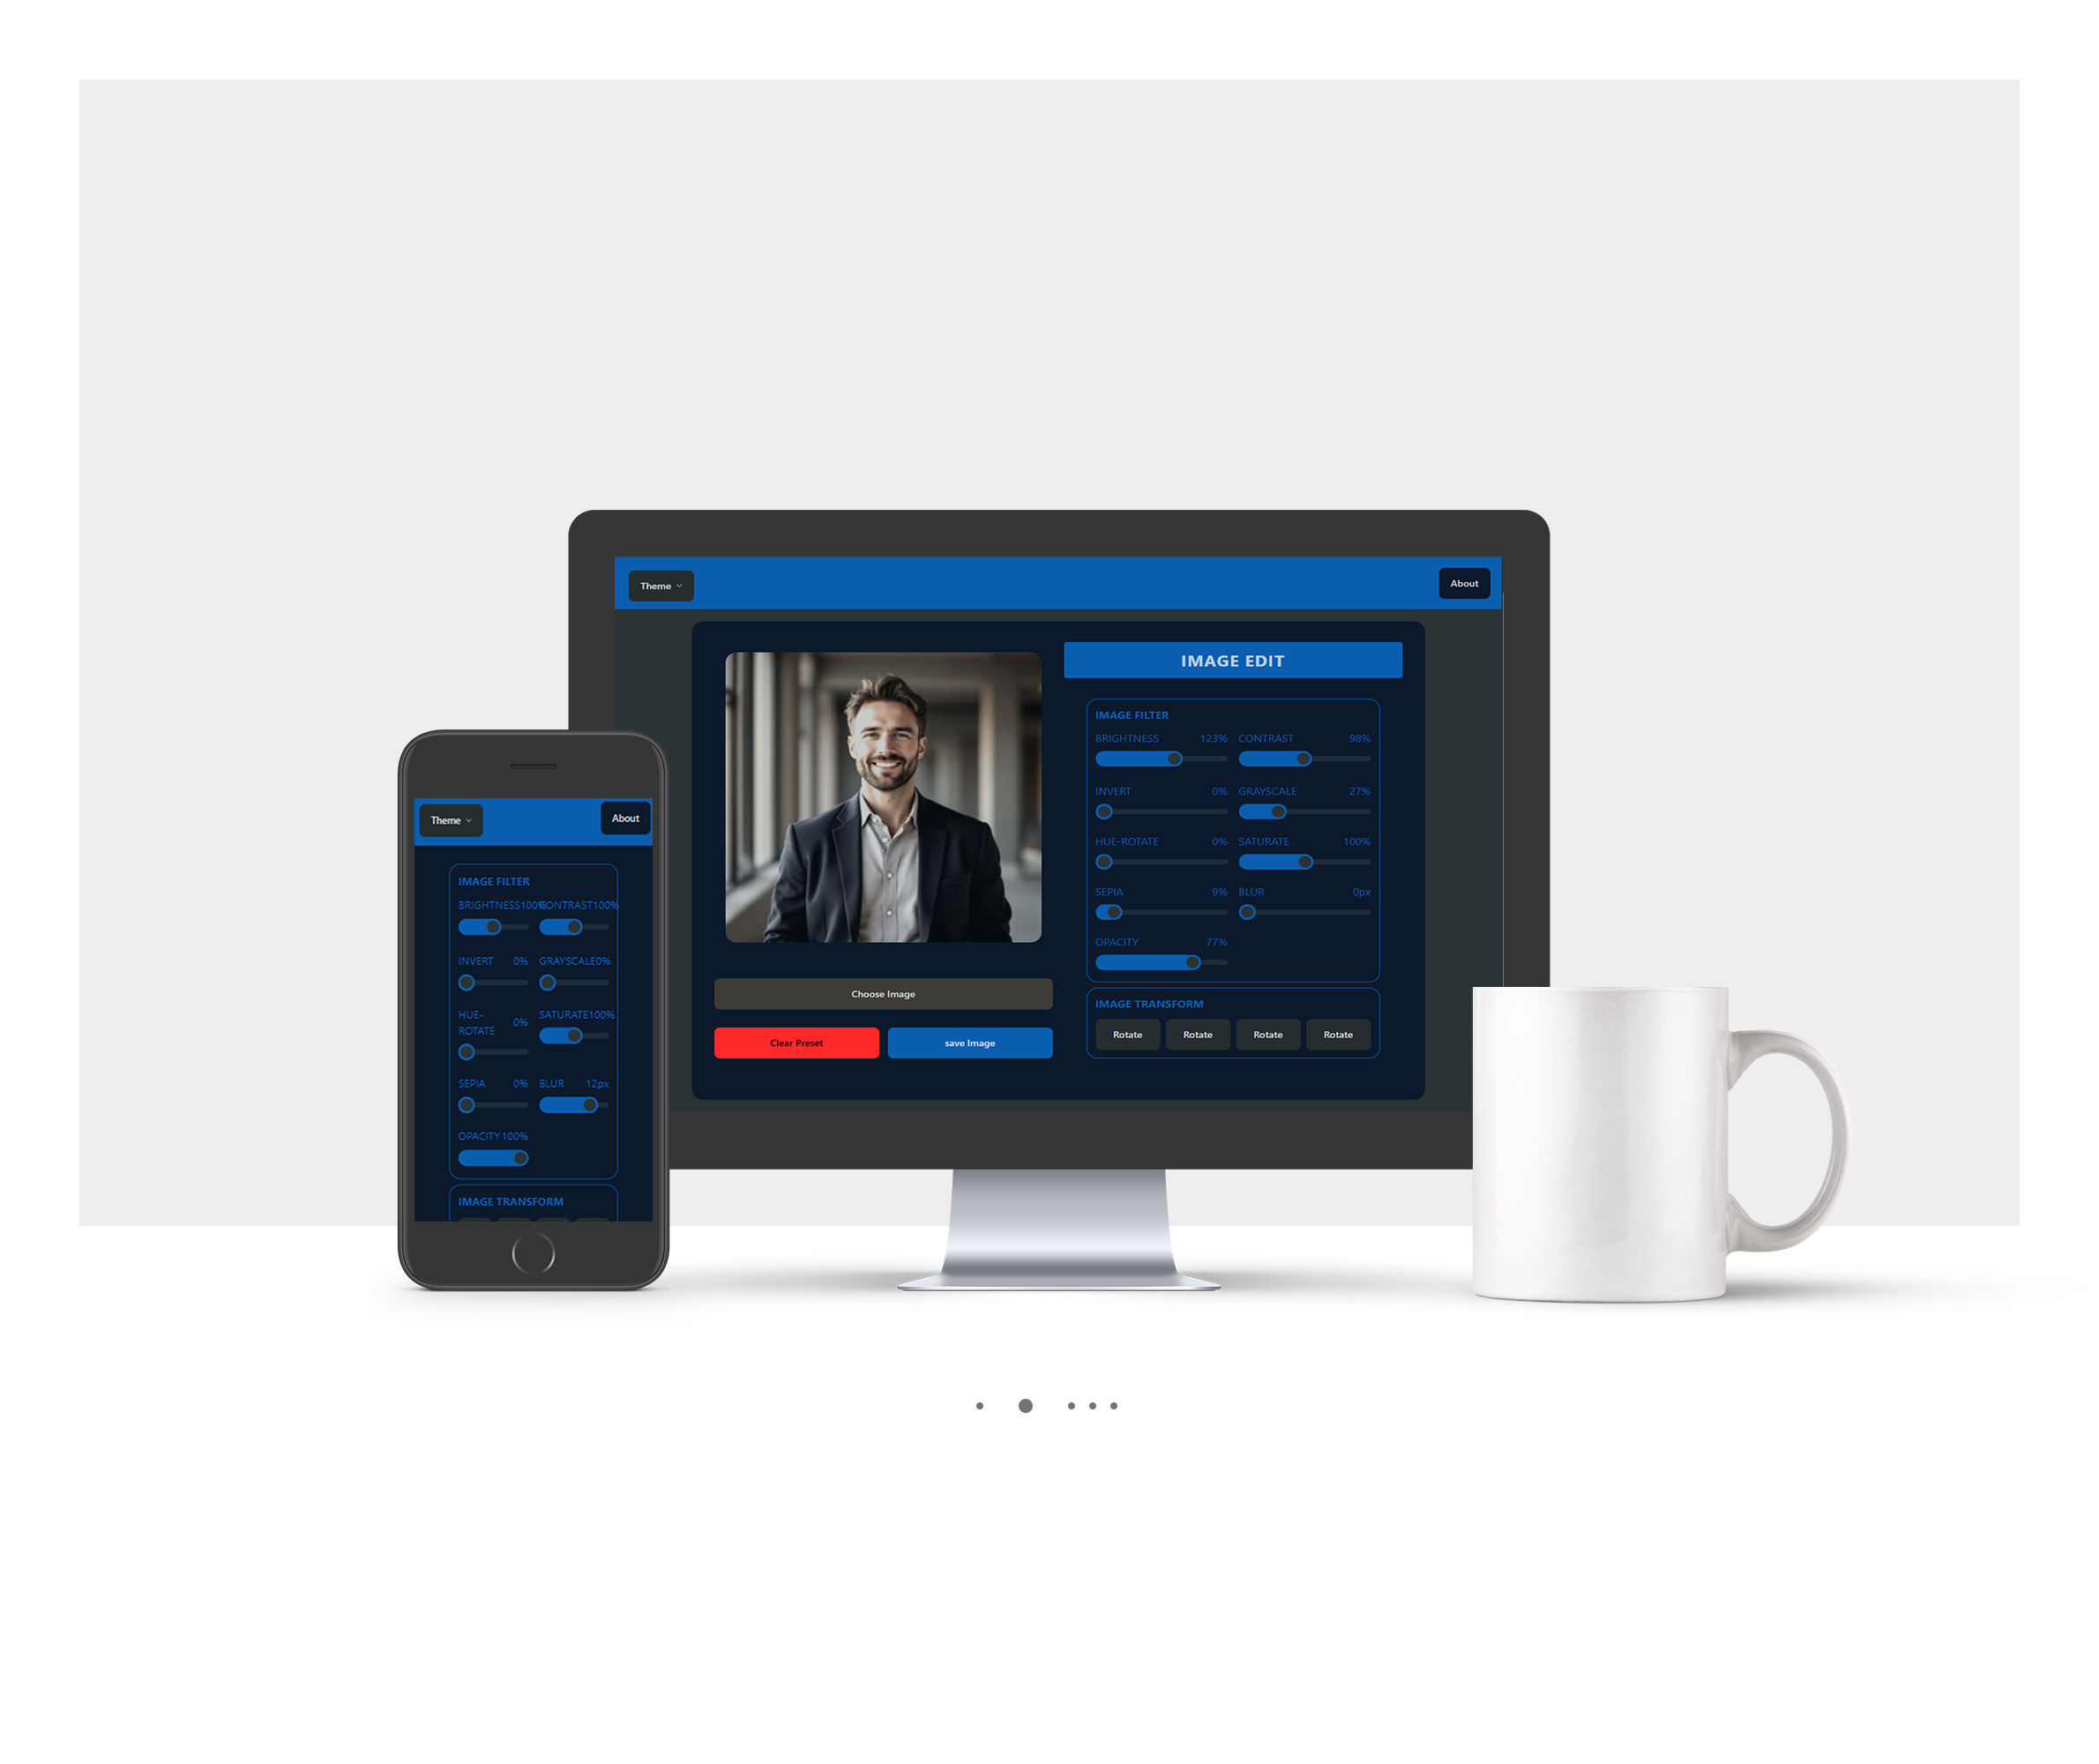 Theme
About
IMAGE EDIT
IMAGE FILTER
BRIGHTNESS 123% CONTRAST 98%
INVERT 0% GRAYSCALE 27%
HUE-ROTATE 0% SATURATE 100%
SEPIA 9% BLUR 0px
OPACITY 77%
Choose Image
Clear Preset save Image
IMAGE TRANSFORM
Rotate Rotate Rotate Rotate
Theme
About
IMAGE FILTER
BRIGHTNESS100% CONTRAST100%
INVERT 0% GRAYSCALE0%
HUE-
ROTATE 0% SATURATE100%
SEPIA 0% BLUR 12px
OPACITY 100%
IMAGE TRANSFORM